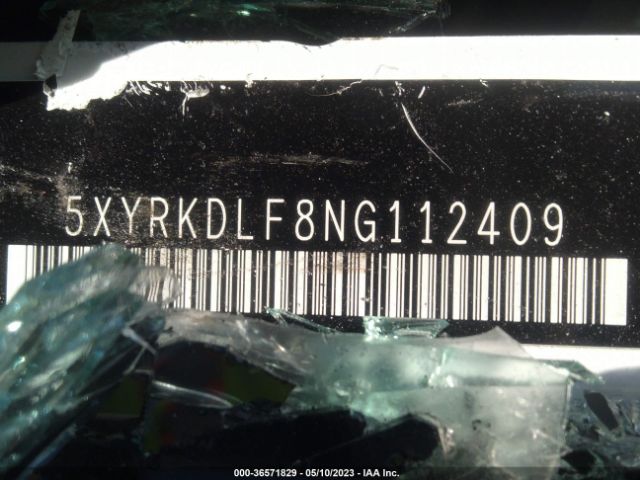 5XYRKDLF8NG112409
000-36571829 - 05/10/2023 - IAA Inc.